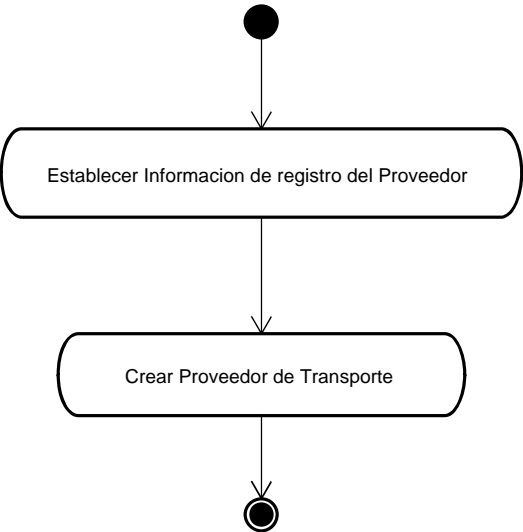 Establecer Informacion de registro del Proveedor
Crear Proveedor de Transporte